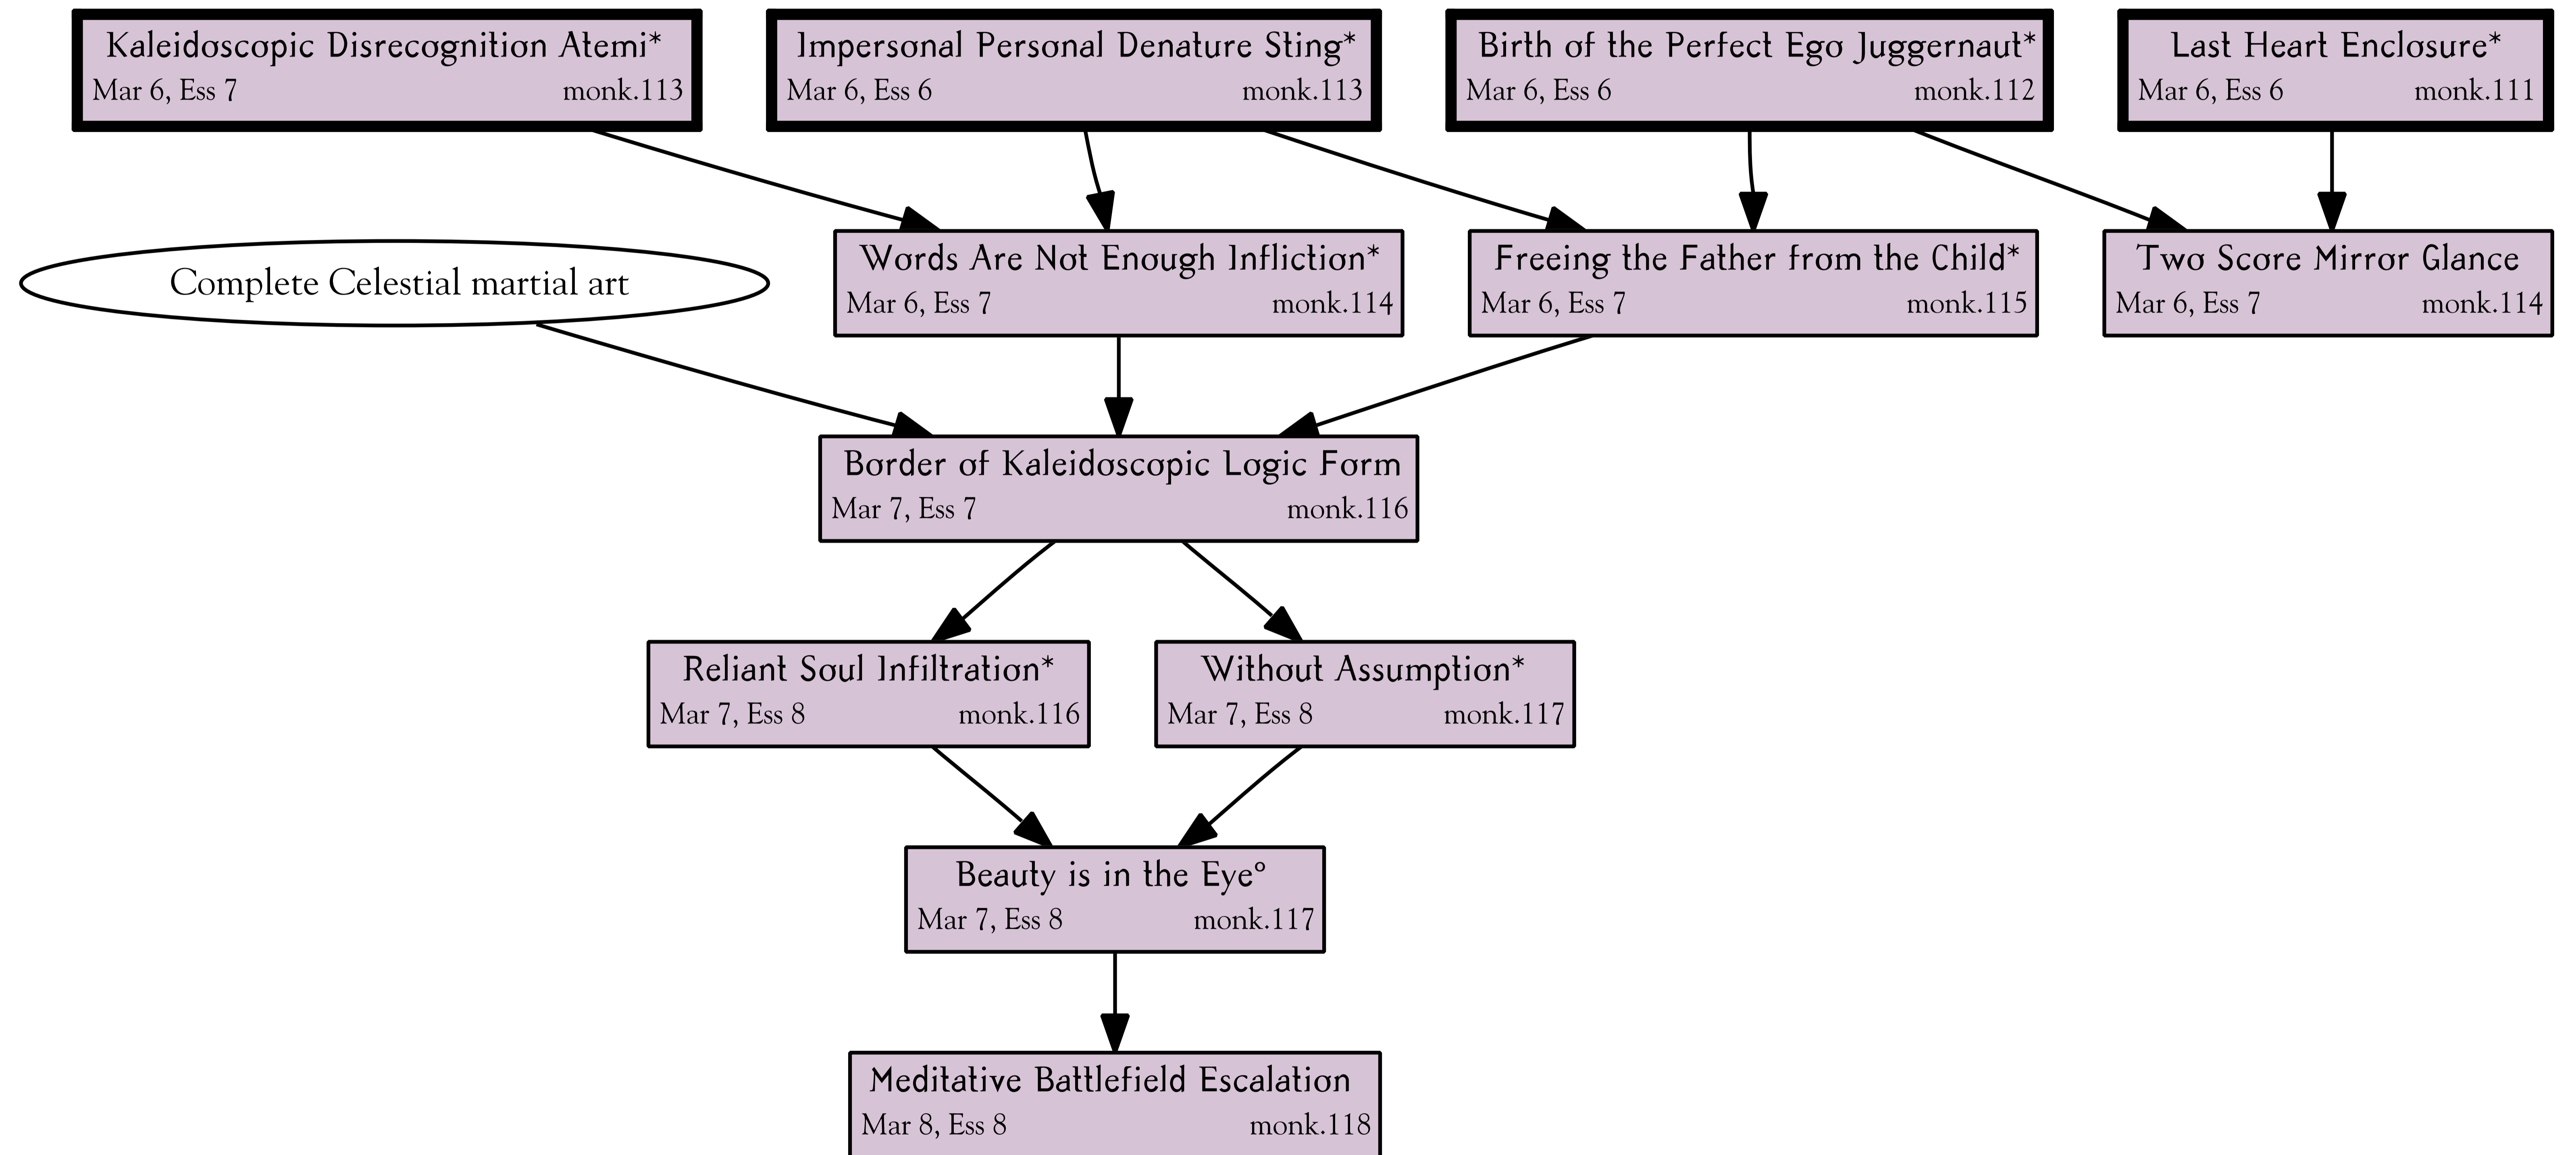 Kaleidoscopic Disrecognition Atemi*
Mar 6, Ess 7 monk.113
Impersonal Personal Denature Sting*
Mar 6, Ess 6 monk.113
Birth of the Perfect Ego Juggernaut*
Mar 6, Ess 6 monk.112
Last Heart Enclosure*
Mar 6, Ess 6 monk.111
Complete Celestial martial art
Words Are Not Enough Infliction*
Mar 6, Ess 7 monk.114
Freeing the Father from the Child*
Mar 6, Ess 7 monk.115
Two Score Mirror Glance
Mar 6, Ess 7 monk.114
Border of Kaleidoscopic Logic Form
Mar 7, Ess 7 monk.116
Reliant Soul Infiltration*
Mar 7, Ess 8 monk.116
Without Assumption*
Mar 7, Ess 8 monk.117
Beauty is in the Eye°
Mar 7, Ess 8 monk.117
Meditative Battlefield Escalation
Mar 8, Ess 8 monk.118